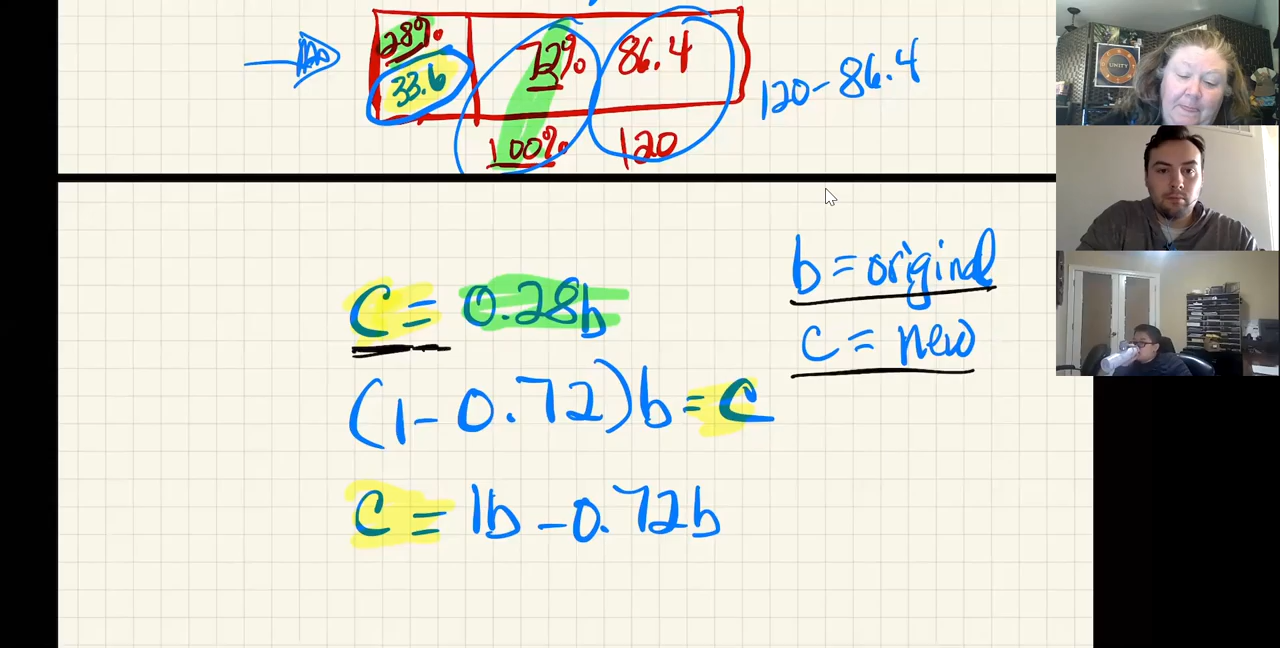 28% 72% 86.4
33.6
120-86.4
100% 120
b = original
c = new
C = 0.28b
(1-0.72)b = C
C = 1b - 0.72b
UNITY